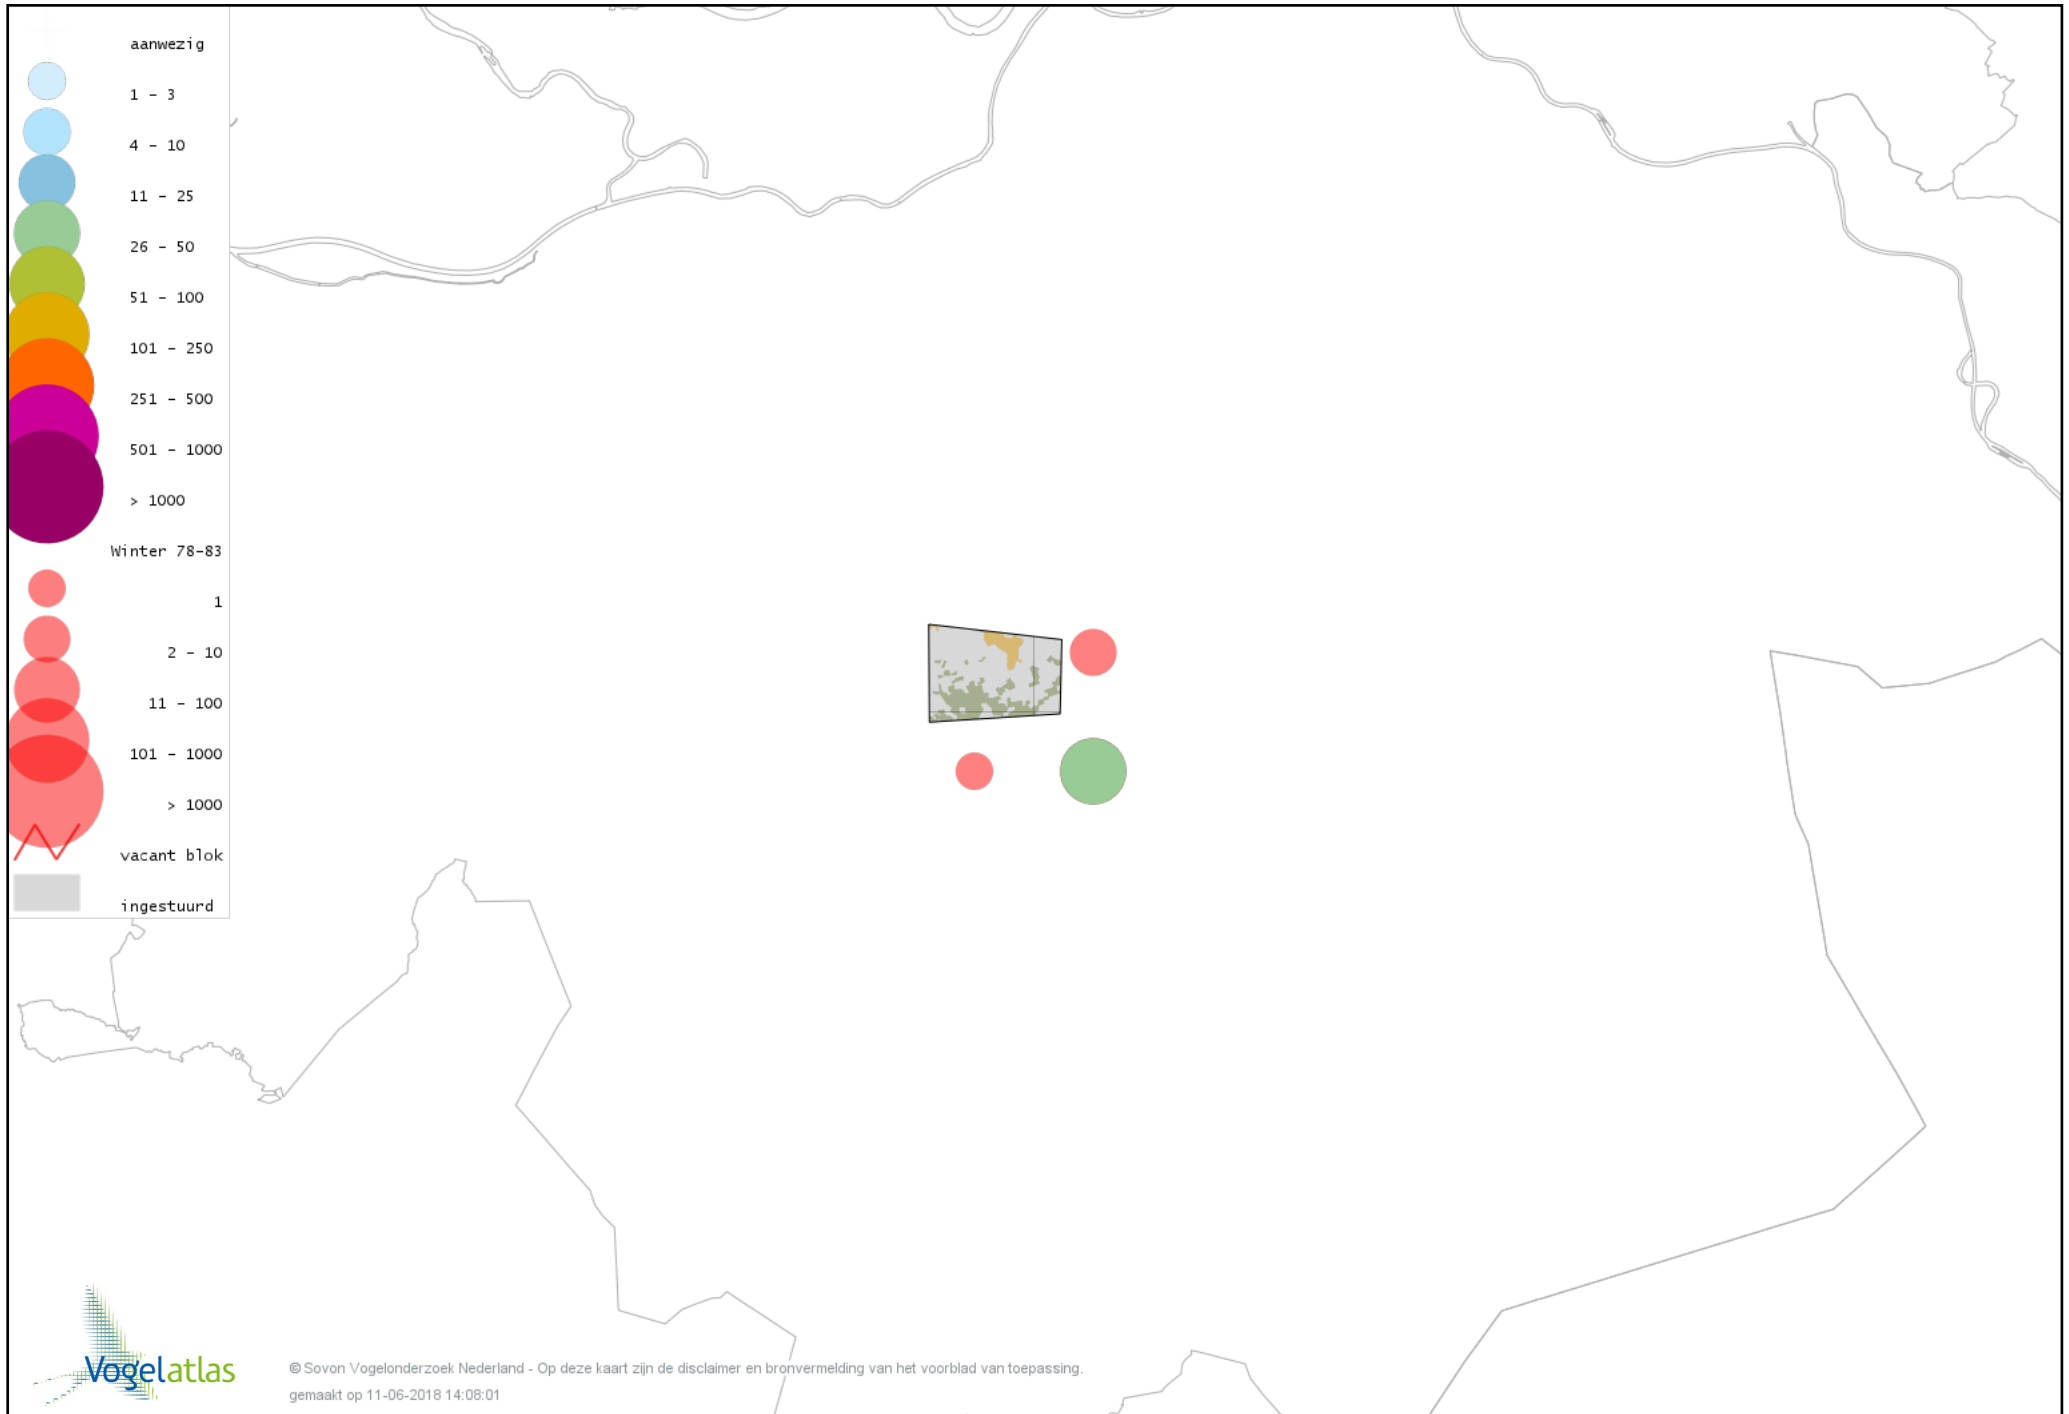 aanwezig
1 - 3
4 - 10
11 - 25
26 - 50
51 - 100
101 - 250
251 - 500
501 - 1000
> 1000
Winter 78-83
1
2 - 10
11 - 100
101 - 1000
> 1000
vacant blok
ingestuurd
Vogelatlas
© Sovon Vogelonderzoek Nederland - Op deze kaart zijn de disclaimer en bronvermelding van het voorblad van toepassing.
gemaakt op 11-06-2018 14:08:01